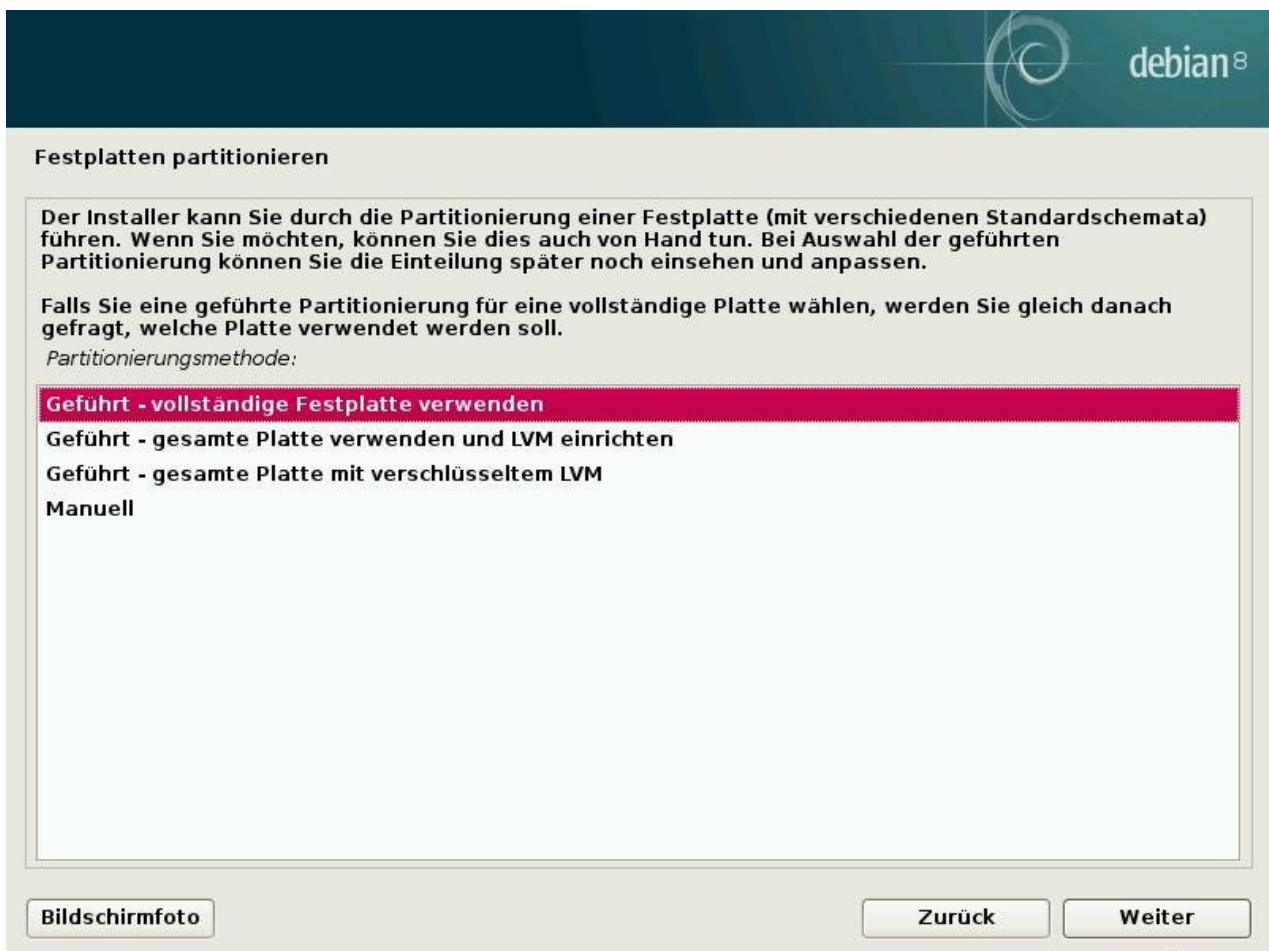 debian 8
Festplatten partitionieren
Der Installer kann Sie durch die Partitionierung einer Festplatte (mit verschiedenen Standardschemata)
führen. Wenn Sie möchten, können Sie dies auch von Hand tun. Bei Auswahl der geführten
Partitionierung können Sie die Einteilung später noch einsehen und anpassen.
Falls Sie eine geführte Partitionierung für eine vollständige Platte wählen, werden Sie gleich danach
gefragt, welche Platte verwendet werden soll.
Partitionierungsmethode:
Geführt - vollständige Festplatte verwenden
Geführt - gesamte Platte verwenden und LVM einrichten
Geführt - gesamte Platte mit verschlüsseltem LVM
Manuell
Bildschirmfoto
Zurück
Weiter